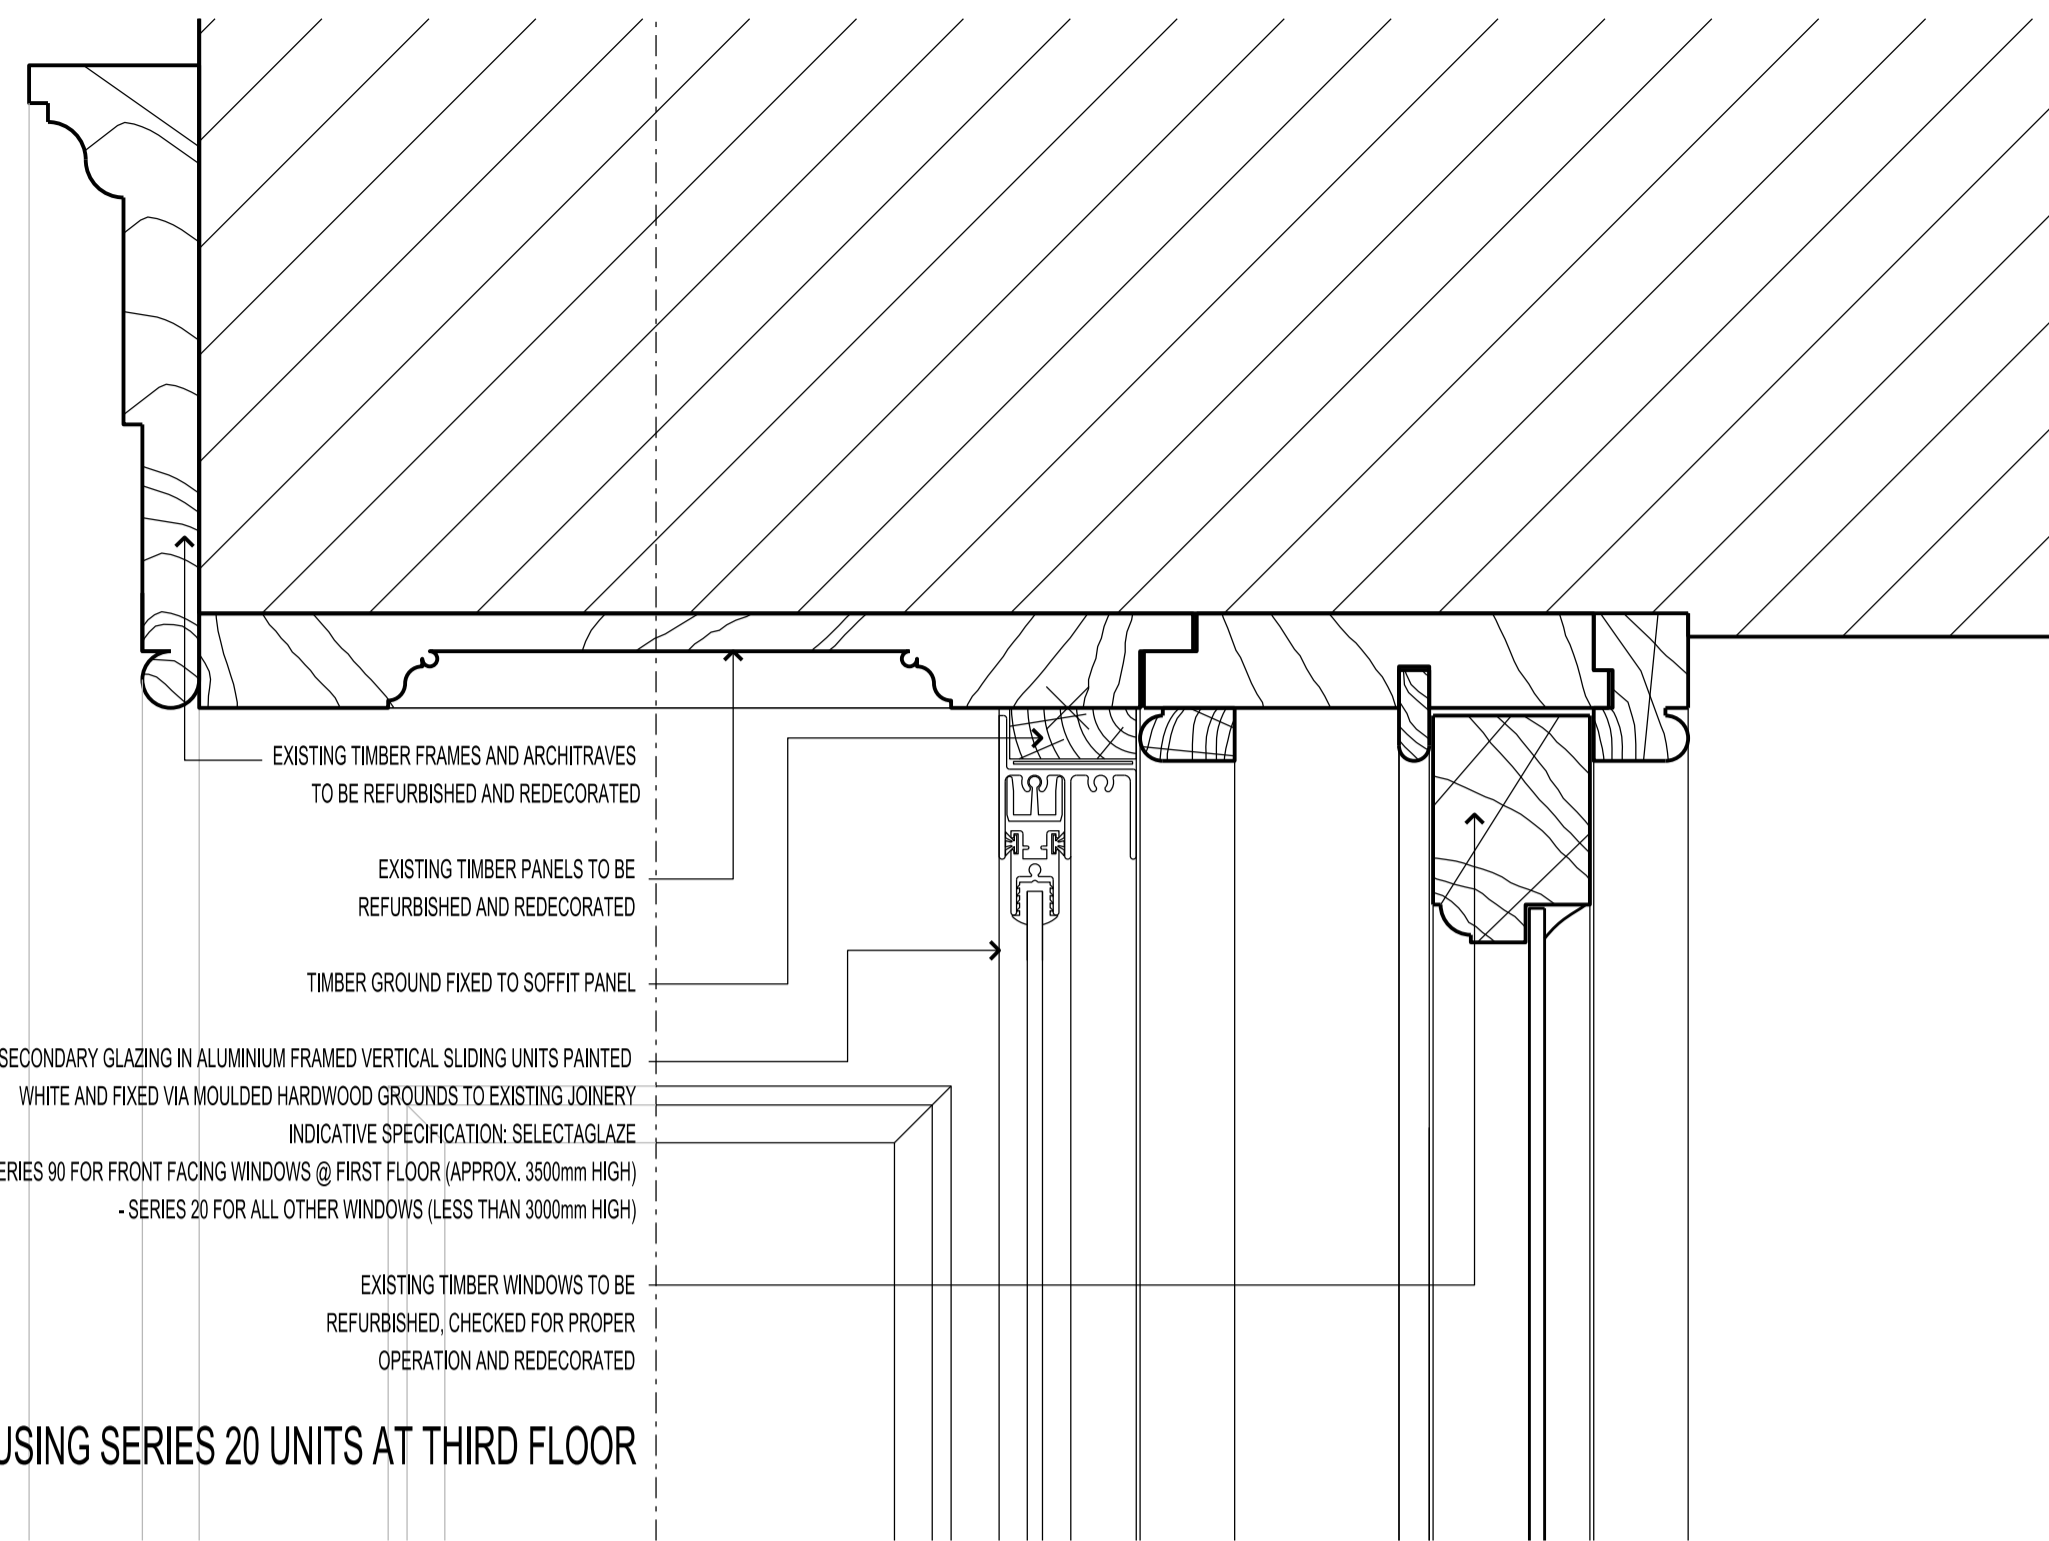 EXISTING TIMBER FRAMES AND ARCHITRAVES
TO BE REFURBISHED AND REDECORATED
EXISTING TIMBER PANELS TO BE
REFURBISHED AND REDECORATED
TIMBER GROUND FIXED TO SOFFIT PANEL
SECONDARY GLAZING IN ALUMINIUM FRAMED VERTICAL SLIDING UNITS PAINTED
WHITE AND FIXED VIA MOULDED HARDWOOD GROUNDS TO EXISTING JOINERY
INDICATIVE SPECIFICATION: SELECTAGLAZE
ERIES 90 FOR FRONT FACING WINDOWS @ FIRST FLOOR (APPROX. 3500mm HIGH)
- SERIES 20 FOR ALL OTHER WINDOWS (LESS THAN 3000mm HIGH)
EXISTING TIMBER WINDOWS TO BE
REFURBISHED, CHECKED FOR PROPER
OPERATION AND REDECORATED
USING SERIES 20 UNITS AT THIRD FLOOR